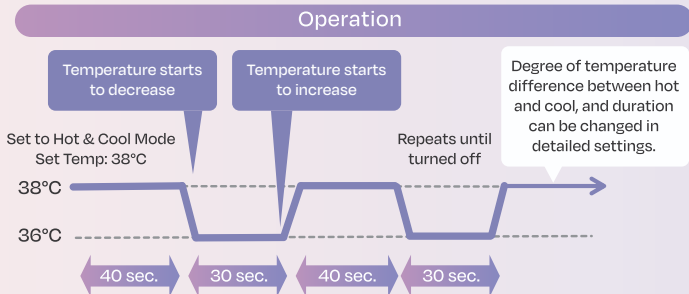 Operation
Temperature starts
to decrease
Temperature starts
to increase
Degree of temperature
difference between hot
and cool, and duration
can be changed in
detailed settings.
Set to Hot & Cool Mode
Set Temp: 38°C
Repeats until
turned off
38°C
36°C
40 sec.
30 sec.
40 sec.
30 sec.